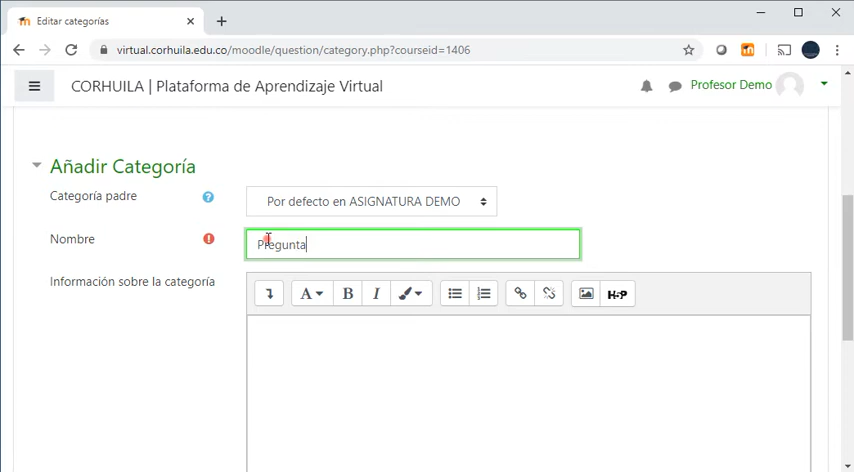 Editar categorías
virtual.corhuila.edu.co/moodle/question/category.php?courseid=1406
CORHUILA | Plataforma de Aprendizaje Virtual
Profesor Demo
Añadir Categoría
Categoría padre
Por defecto en ASIGNATURA DEMO
Nombre
Pregunta
Información sobre la categoría
A
B
I
H5P